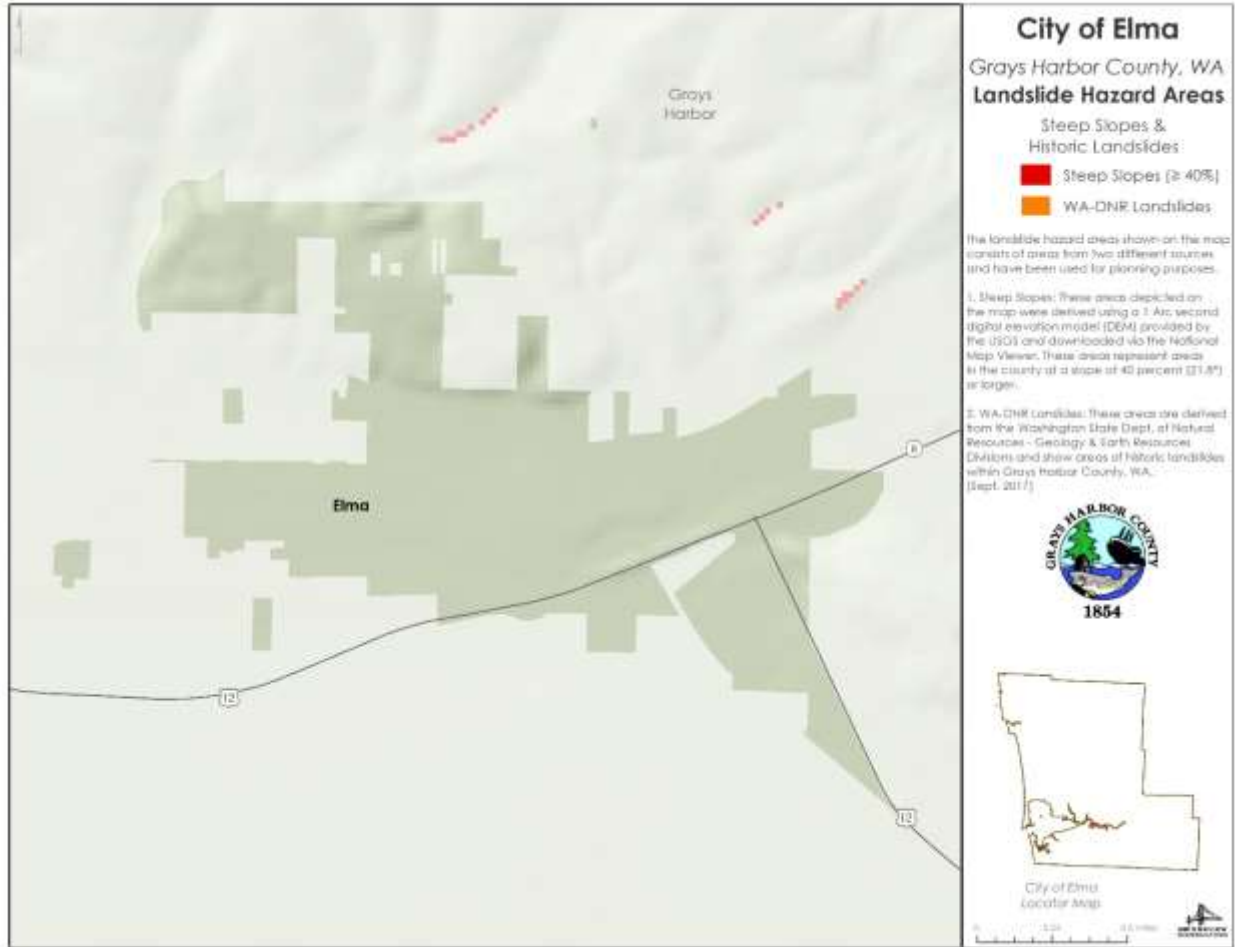 Grays
Harbor
Elma
8
12
12
City of Elma
Grays Harbor County, WA
Landslide Hazard Areas
Steep Slopes &
Historic Landslides
Steep Slopes (≥ 40%)
WA-DNR Landslides
The landslide hazard areas shown on the map
consists of areas from two different sources
and have been used for planning purposes.
1. Steep Slopes: These areas depicted on
the map were derived using a 1 Arc second
digital elevation model (DEM) provided by
the USGS and downloaded via the National
Map Viewer. These areas represent areas
in the county at a slope of 40 percent (21.8°)
or larger.
2. WA-DNR Landslides: These areas are derived
from the Washington State Dept. of Natural
Resources - Geology & Earth Resources
Divisions and show areas of historic landslides
within Grays Harbor County, WA.
(Sept. 2017)
GRAYS HARBOR COUNTY
1854
City of Elma
Locator Map
0